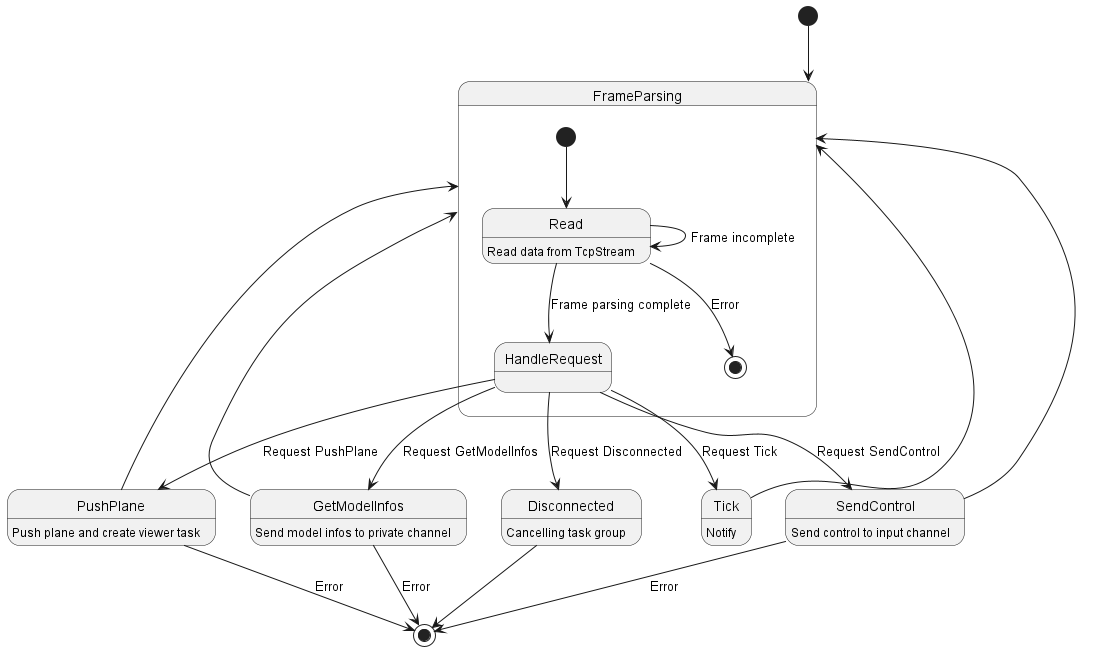 FrameParsing
Read
Read data from TcpStream
Frame incomplete
Frame parsing complete
Error
HandleRequest
Request PushPlane
Request GetModelInfos
Request Disconnected
Request Tick
Request SendControl
PushPlane
Push plane and create viewer task
GetModelInfos
Send model infos to private channel
Disconnected
Cancelling task group
Tick
Notify
SendControl
Send control to input channel
Error
Error
Error